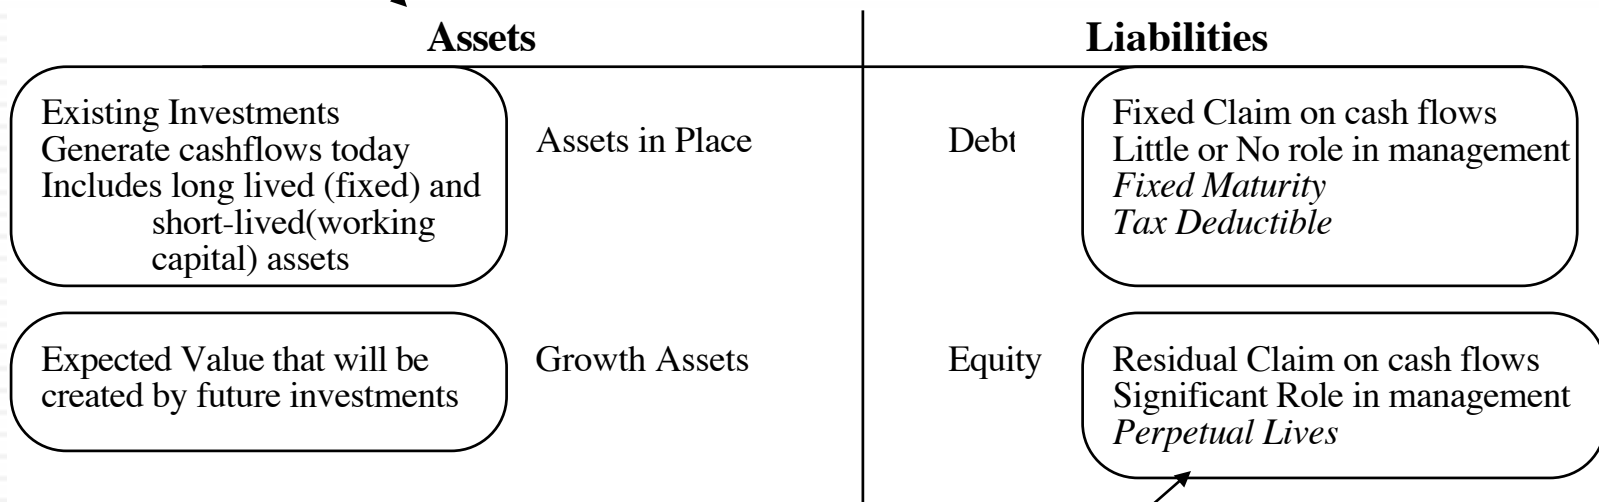 Assets
Liabilities
Existing Investments
Generate cashflows today
Includes long lived (fixed) and
short-lived(working
capital) assets
Assets in Place
Debt
Fixed Claim on cash flows
Little or No role in management
Fixed Maturity
Tax Deductible
Expected Value that will be
created by future investments
Growth Assets
Equity
Residual Claim on cash flows
Significant Role in management
Perpetual Lives